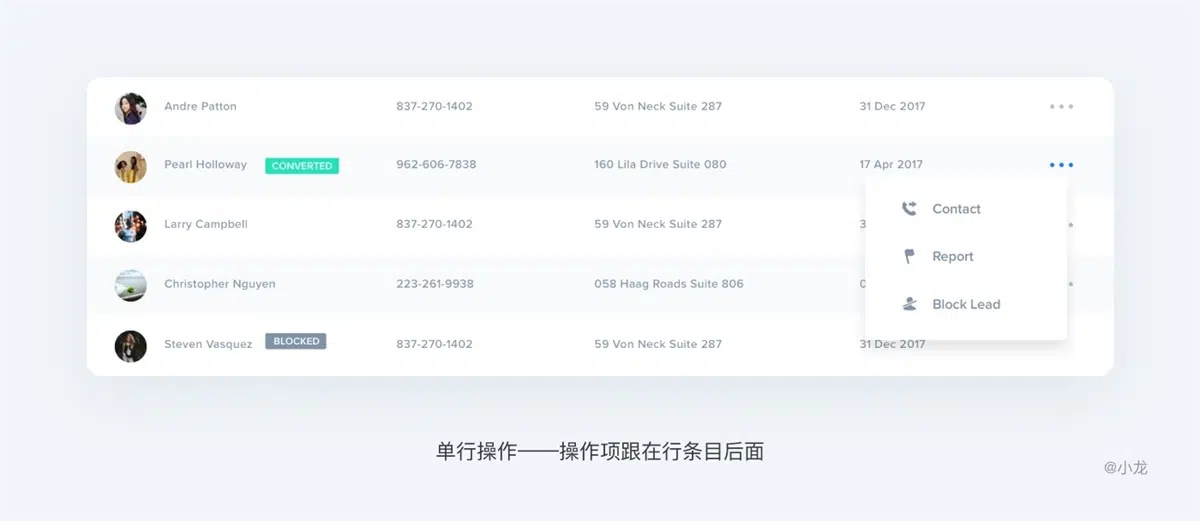 Andre Patton 837-270-1402 59 Von Neck Suite 287 31 Dec 2017
Pearl Holloway CONVERTED 962-606-7838 160 Lila Drive Suite 080 17 Apr 2017
Larry Campbell 837-270-1402 59 Von Neck Suite 287
Contact
Report
Christopher Nguyen 223-261-9938 058 Haag Roads Suite 806
Block Lead
Steven Vasquez BLOCKED 837-270-1402 59 Von Neck Suite 287 31 Dec 2017
单行操作——操作项跟在行条目后面
@小龙